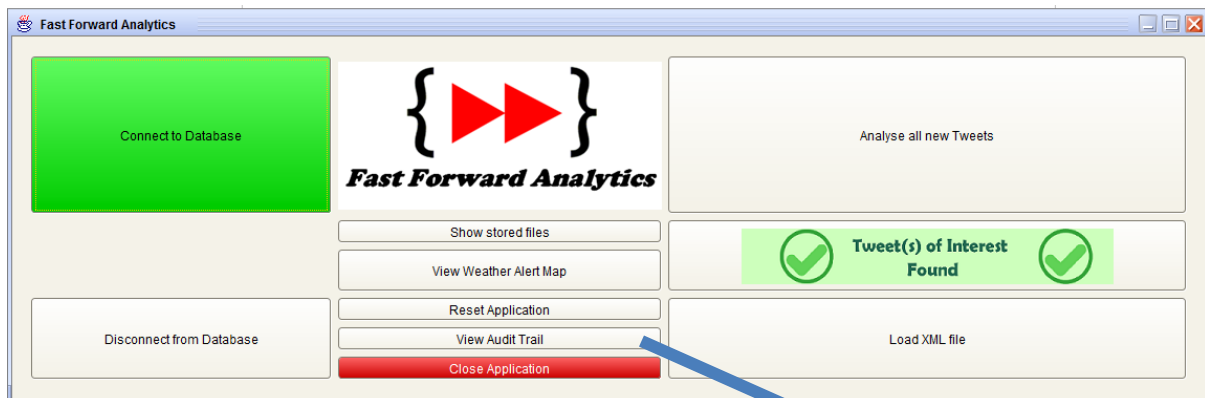 Fast Forward Analytics
Connect to Database
{ }
Fast Forward Analytics
Analyse all new Tweets
Show stored files
View Weather Alert Map
Tweet(s) of Interest
Found
Reset Application
Disconnect from Database
View Audit Trail
Load XML file
Close Application